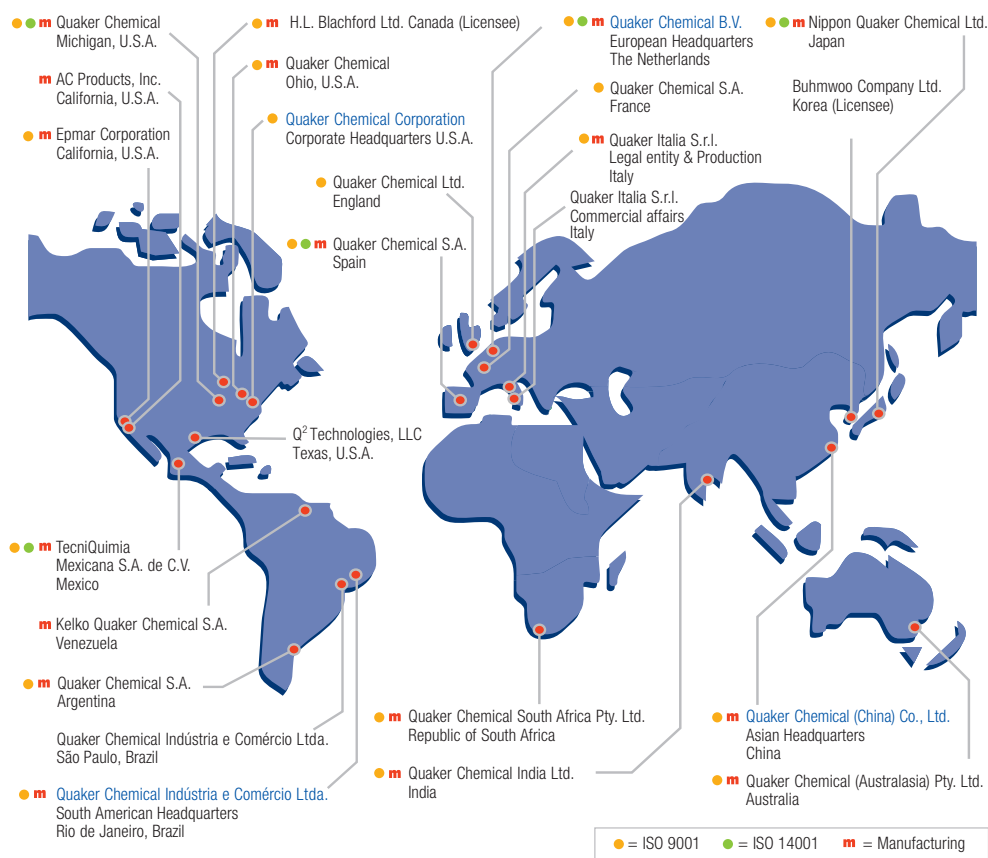 m Quaker Chemical
Michigan, U.S.A.
m AC Products, Inc.
California, U.S.A.
m Epmar Corporation
California, U.S.A.
m H.L. Blachford Ltd. Canada (Licensee)
m Quaker Chemical
Ohio, U.S.A.
Quaker Chemical Corporation
Corporate Headquarters U.S.A.
Quaker Chemical Ltd.
England
m Quaker Chemical S.A.
Spain
m Quaker Chemical B.V.
European Headquarters
The Netherlands
Quaker Chemical S.A.
France
m Quaker Italia S.r.l.
Legal entity & Production
Italy
Quaker Italia S.r.l.
Commercial affairs
Italy
m Nippon Quaker Chemical Ltd.
Japan
Buhmwoo Company Ltd.
Korea (Licensee)
Q² Technologies, LLC
Texas, U.S.A.
m TecniQuimia
Mexicana S.A. de C.V.
Mexico
m Kelko Quaker Chemical S.A.
Venezuela
m Quaker Chemical S.A.
Argentina
Quaker Chemical Indústria e Comércio Ltda.
São Paulo, Brazil
m Quaker Chemical Indústria e Comércio Ltda.
South American Headquarters
Rio de Janeiro, Brazil
m Quaker Chemical South Africa Pty. Ltd.
Republic of South Africa
m Quaker Chemical India Ltd.
India
m Quaker Chemical (China) Co., Ltd.
Asian Headquarters
China
m Quaker Chemical (Australasia) Pty. Ltd.
Australia
= ISO 9001 = ISO 14001 m = Manufacturing